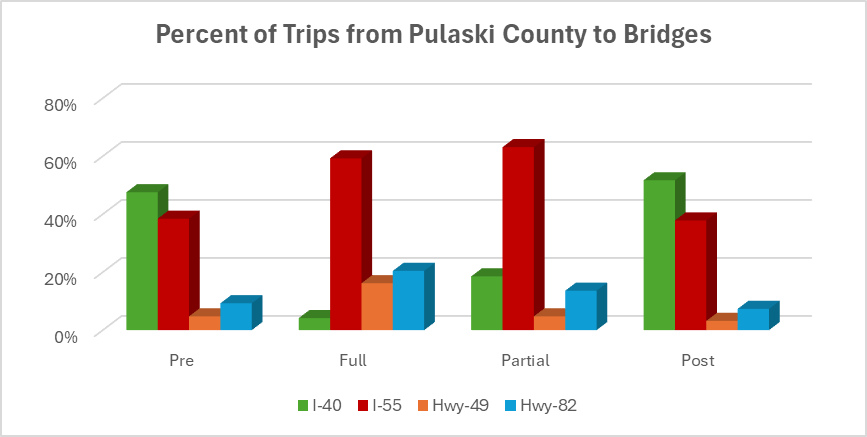 Percent of Trips from Pulaski County to Bridges
80%
60%
40%
20%
0%
Pre Full Partial Post
I-40 I-55 Hwy-49 Hwy-82